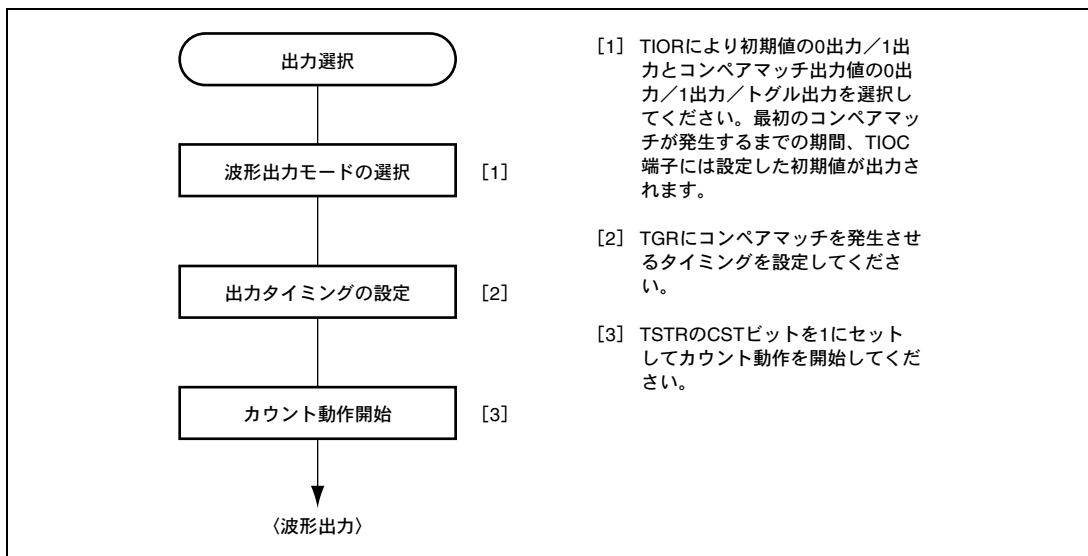 出力選択
波形出力モードの選択
[1]
出力タイミングの設定
[2]
カウント動作開始
[3]
〈波形出力〉
[1] TIORにより初期値の0出力／1出
力とコンペアマッチ出力値の0出
力／1出力／トグル出力を選択し
てください。最初のコンペアマッ
チが発生するまでの期間、TIOC
端子には設定した初期値が出力さ
れます。
[2] TGRにコンペアマッチを発生させ
るタイミングを設定してくださ
い。
[3] TSTRのCSTビットを1にセット
してカウント動作を開始してくだ
さい。